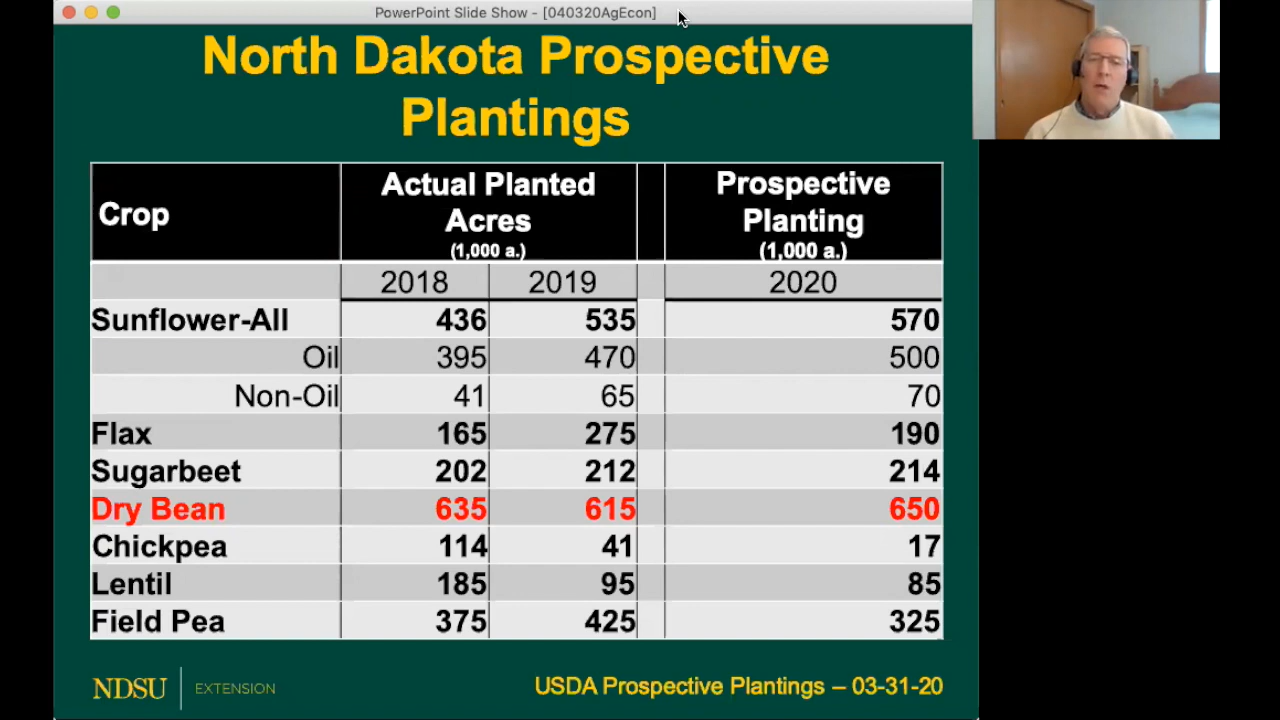 PowerPoint Slide Show - [040320AgEcon]
North Dakota Prospective
Plantings
Crop
Actual Planted
Acres
(1,000 a.)
Prospective
Planting
(1,000 a.)
2018 2019 2020
Sunflower-All 436 535 570
Oil 395 470 500
Non-Oil 41 65 70
Flax 165 275 190
Sugarbeet 202 212 214
Dry Bean 635 615 650
Chickpea 114 41 17
Lentil 185 95 85
Field Pea 375 425 325
NDSU EXTENSION
USDA Prospective Plantings – 03-31-20